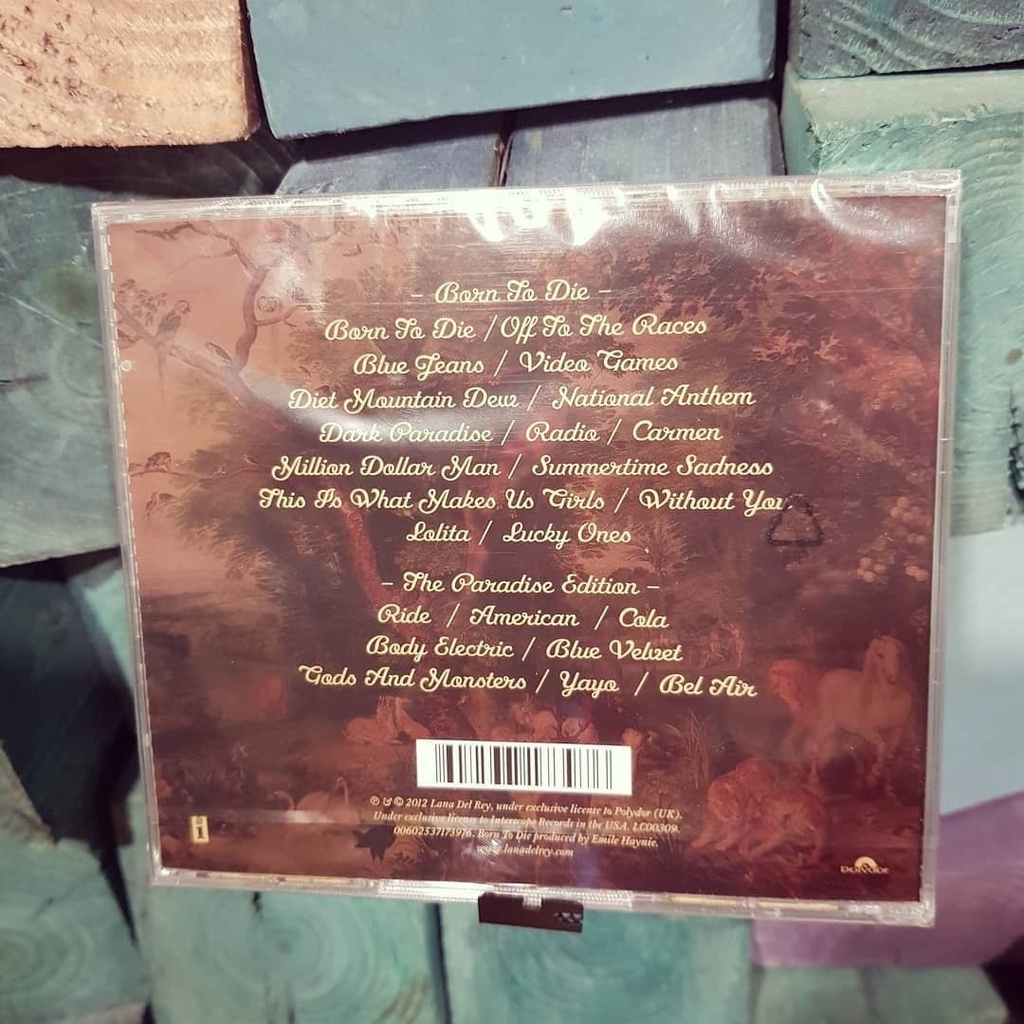 - Born To Die -
Born To Die / Off To The Races
Blue Jeans / Video Games
Diet Mountain Dew / National Anthem
Dark Paradise / Radio / Carmen
Million Dollar Man / Summertime Sadness
This Is What Makes Us Girls / Without You
Lolita / Lucky Ones
- The Paradise Edition -
Ride / American / Cola
Body Electric / Blue Velvet
Gods And Monsters / Yayo / Bel Air
℗ & © 2012 Lana Del Rey, under exclusive license to Polydor (UK).
Under exclusive license to Interscope Records in the USA. LC00309.
00602537173976. Born To Die produced by Emile Haynie.
www.lanadelrey.com
i
Polydor